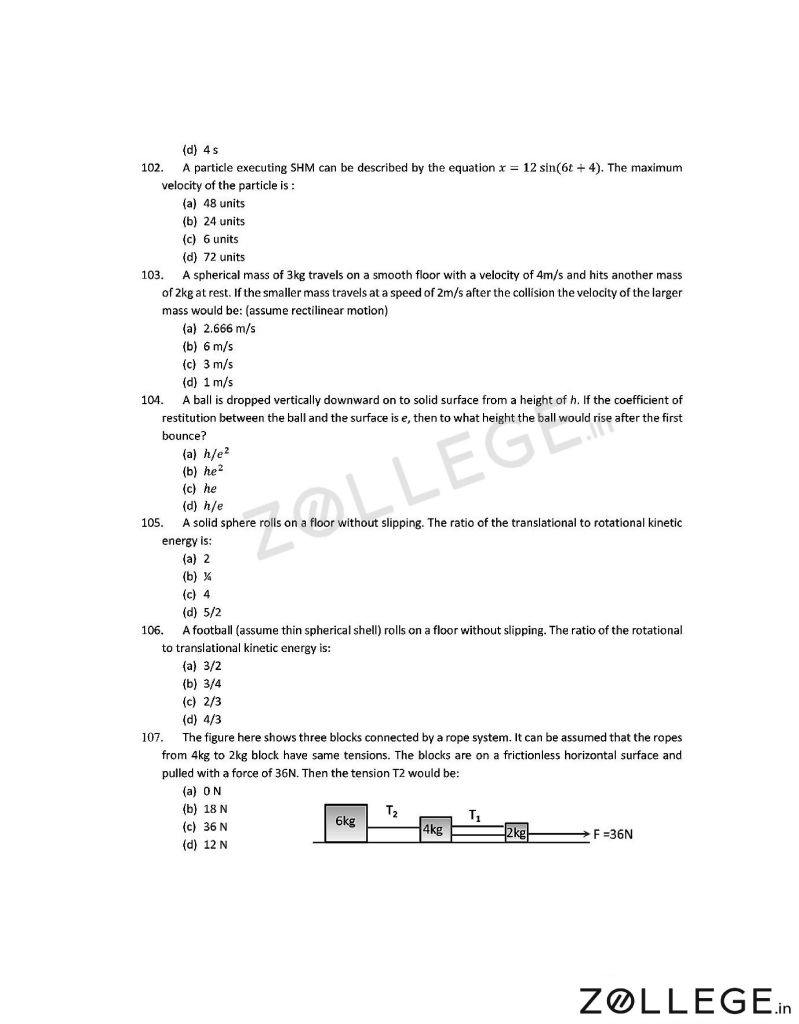 (d) 4 s
102. A particle executing SHM can be described by the equation x = 12 sin(6t + 4). The maximum
velocity of the particle is :
(a) 48 units
(b) 24 units
(c) 6 units
(d) 72 units
103. A spherical mass of 3kg travels on a smooth floor with a velocity of 4m/s and hits another mass
of 2kg at rest. If the smaller mass travels at a speed of 2m/s after the collision the velocity of the larger
mass would be: (assume rectilinear motion)
(a) 2.666 m/s
(b) 6 m/s
(c) 3 m/s
(d) 1 m/s
104. A ball is dropped vertically downward on to solid surface from a height of h. If the coefficient of
restitution between the ball and the surface is e, then to what height the ball would rise after the first
bounce?
(a) h/e²
(b) he²
(c) he
(d) h/e
105. A solid sphere rolls on a floor without slipping. The ratio of the translational to rotational kinetic
energy is:
(a) 2
(b) ¼
(c) 4
(d) 5/2
106. A football (assume thin spherical shell) rolls on a floor without slipping. The ratio of the rotational
to translational kinetic energy is:
(a) 3/2
(b) 3/4
(c) 2/3
(d) 4/3
107. The figure here shows three blocks connected by a rope system. It can be assumed that the ropes
from 4kg to 2kg block have same tensions. The blocks are on a frictionless horizontal surface and
pulled with a force of 36N. Then the tension T2 would be:
(a) 0 N
(b) 18 N
(c) 36 N
(d) 12 N
6kg T₂ 4kg T₁ 2kg F =36N
ZOLLEGE.in
ZOLLEGE.in